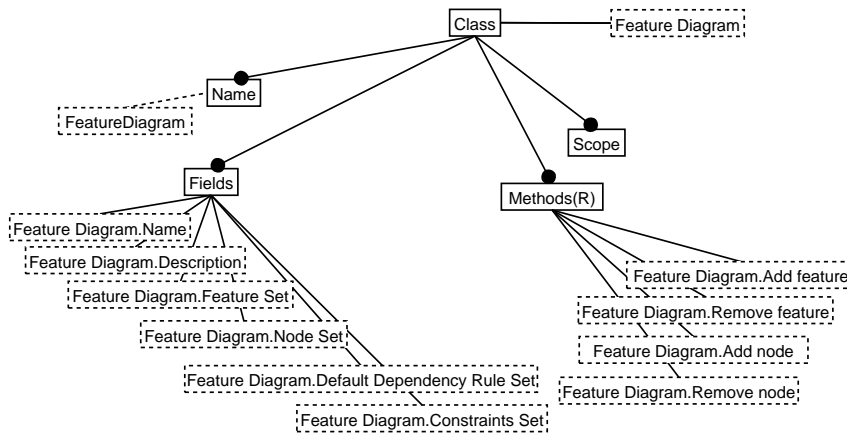 Class
Feature Diagram
Name
FeatureDiagram
Scope
Fields
Methods(R)
Feature Diagram.Name
Feature Diagram.Description
Feature Diagram.Feature Set
Feature Diagram.Node Set
Feature Diagram.Default Dependency Rule Set
Feature Diagram.Constraints Set
Feature Diagram.Add feature
Feature Diagram.Remove feature
Feature Diagram.Add node
Feature Diagram.Remove node